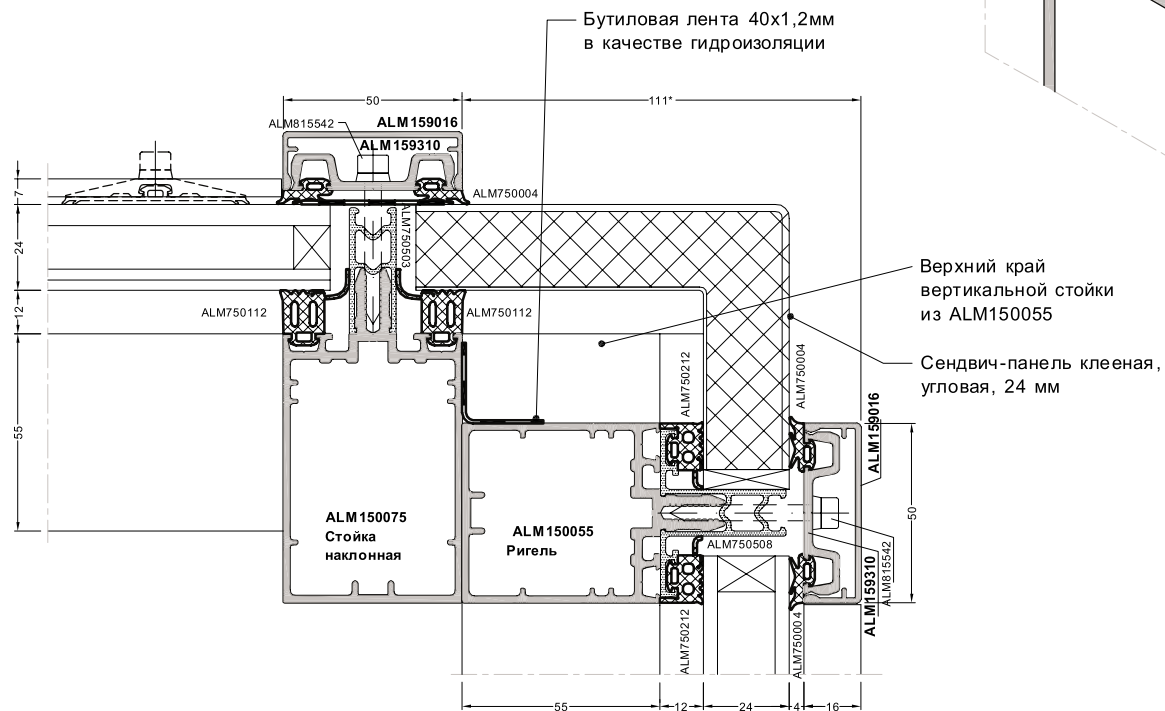 Бутиловая лента 40х1,2мм
в качестве гидроизоляции
50
111*
ALM815542
ALM159016
ALM159310
7
ALM750004
24
ALM750503
12
ALM750112
ALM750112
Верхний край
вертикальной стойки
из ALM150055
ALM750212
ALM750004
Сендвич-панель клееная,
угловая, 24 мм
55
ALM159016
ALM150075
Стойка
наклонная
ALM150055
Ригель
50
ALM750508
ALM815542
ALM159310
ALM750212
ALM75000 4
55
12
24
4
16